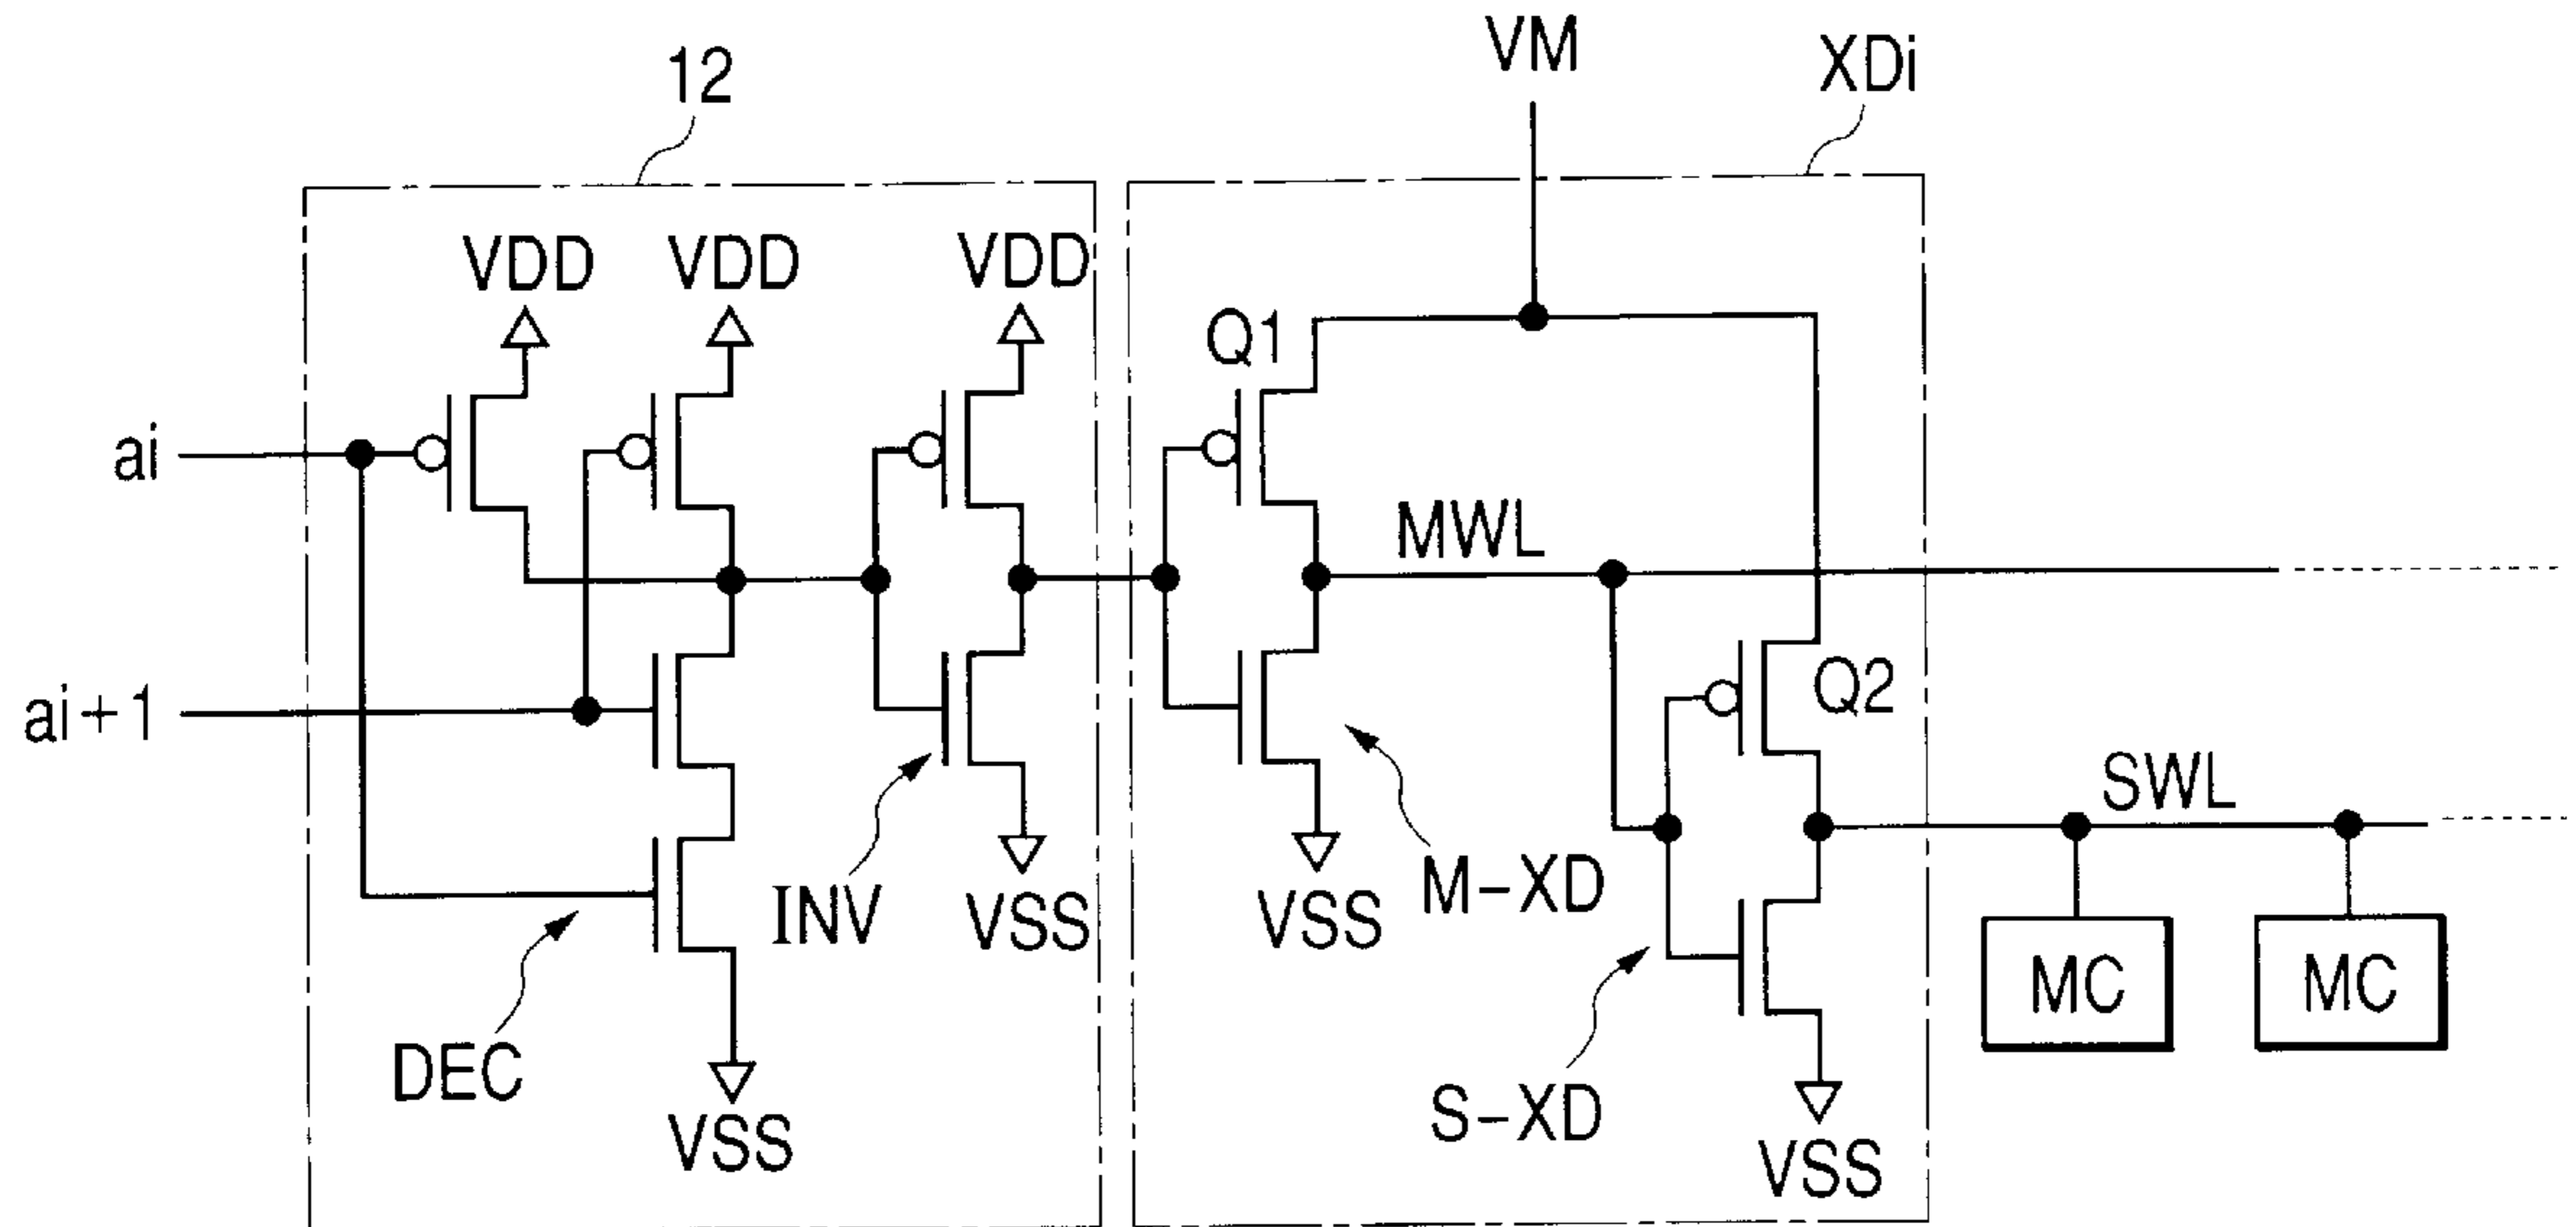 12
VM
XDi
VDD
VDD
VDD
Q1
ai
MWL
ai+1
Q2
SWL
INV
VSS
VSS
M-XD
MC
MC
DEC
S-XD
VSS
VSS